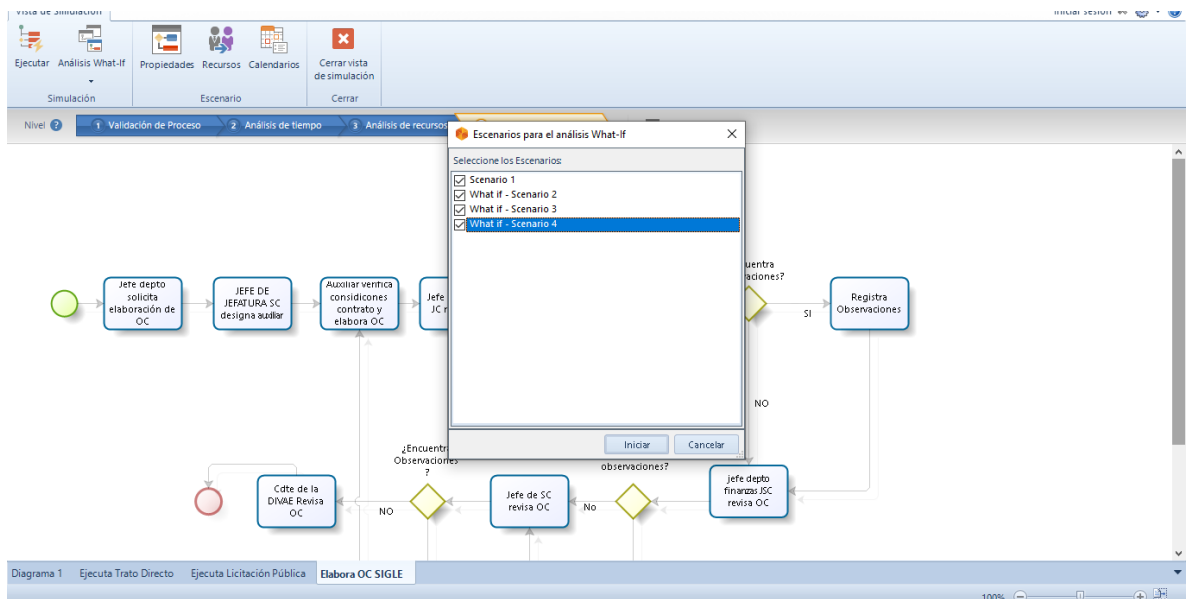 Vista de Simulación
Iniciar sesión
Ejecutar
Análisis What-If
Propiedades
Recursos
Calendarios
Cerrar vista
de simulación
Simulación
Escenario
Cerrar
Nivel
1 Validación de Proceso
2 Análisis de tiempo
3 Análisis de recursos
Escenarios para el análisis What-If
Seleccione los Escenarios:
Scenario 1
What if - Scenario 2
What if - Scenario 3
What if - Scenario 4
Iniciar
Cancelar
Jefe depto
solicita
elaboración de
OC
JEFE DE
JEFATURA SC
designa auxiliar
Auxiliar verifica
considicones
contrato y
elabora OC
Jefe
JC
SI
Registra
Observaciones
NO
¿Encuentr
Observaciones
?
observaciones?
Cdte de la
DIVAE Revisa
OC
NO
Jefe de SC
revisa OC
No
jefe depto
finanzas JSC
revisa OC
Diagrama 1
Ejecuta Trato Directo
Ejecuta Licitación Pública
Elabora OC SIGLE
100%